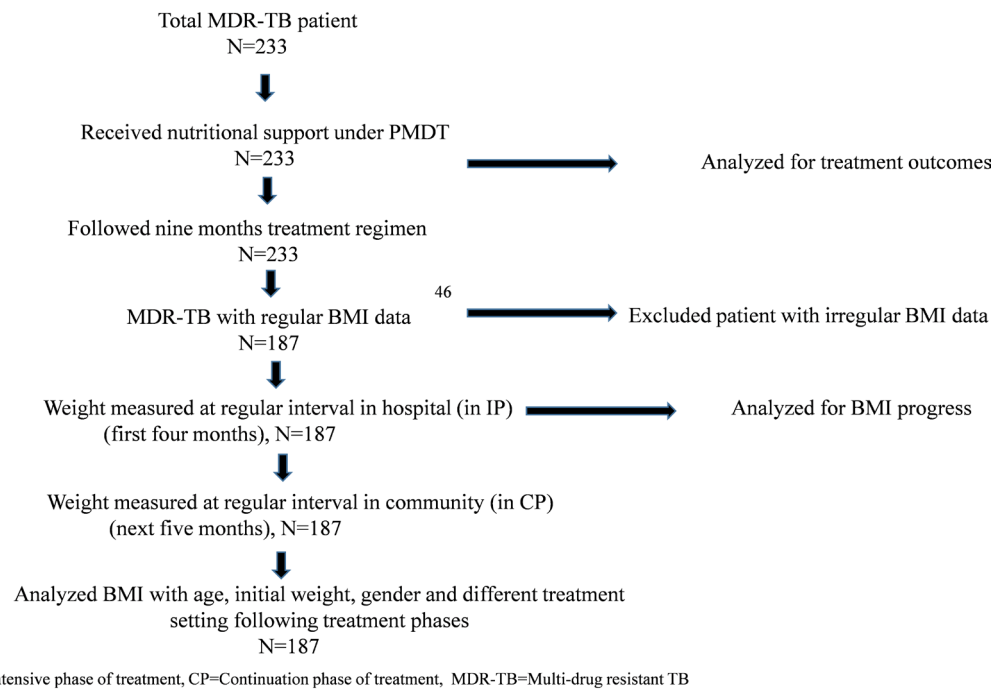 Total MDR-TB patient
N=233
Received nutritional support under PMDT
N=233
Analyzed for treatment outcomes
Followed nine months treatment regimen
N=233
46
MDR-TB with regular BMI data
N=187
Excluded patient with irregular BMI data
Weight measured at regular interval in hospital (in IP)
(first four months), N=187
Analyzed for BMI progress
Weight measured at regular interval in community (in CP)
(next five months), N=187
Analyzed BMI with age, initial weight, gender and different treatment
setting following treatment phases
N=187
ntensive phase of treatment, CP=Continuation phase of treatment, MDR-TB=Multi-drug resistant TB